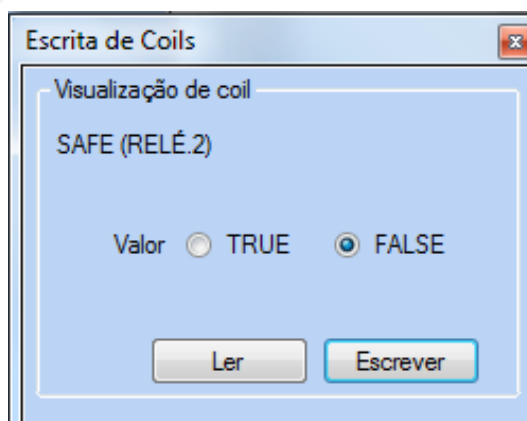 Escrita de Coils
Visualização de coil
SAFE (RELÉ.2)
Valor TRUE FALSE
Ler Escrever